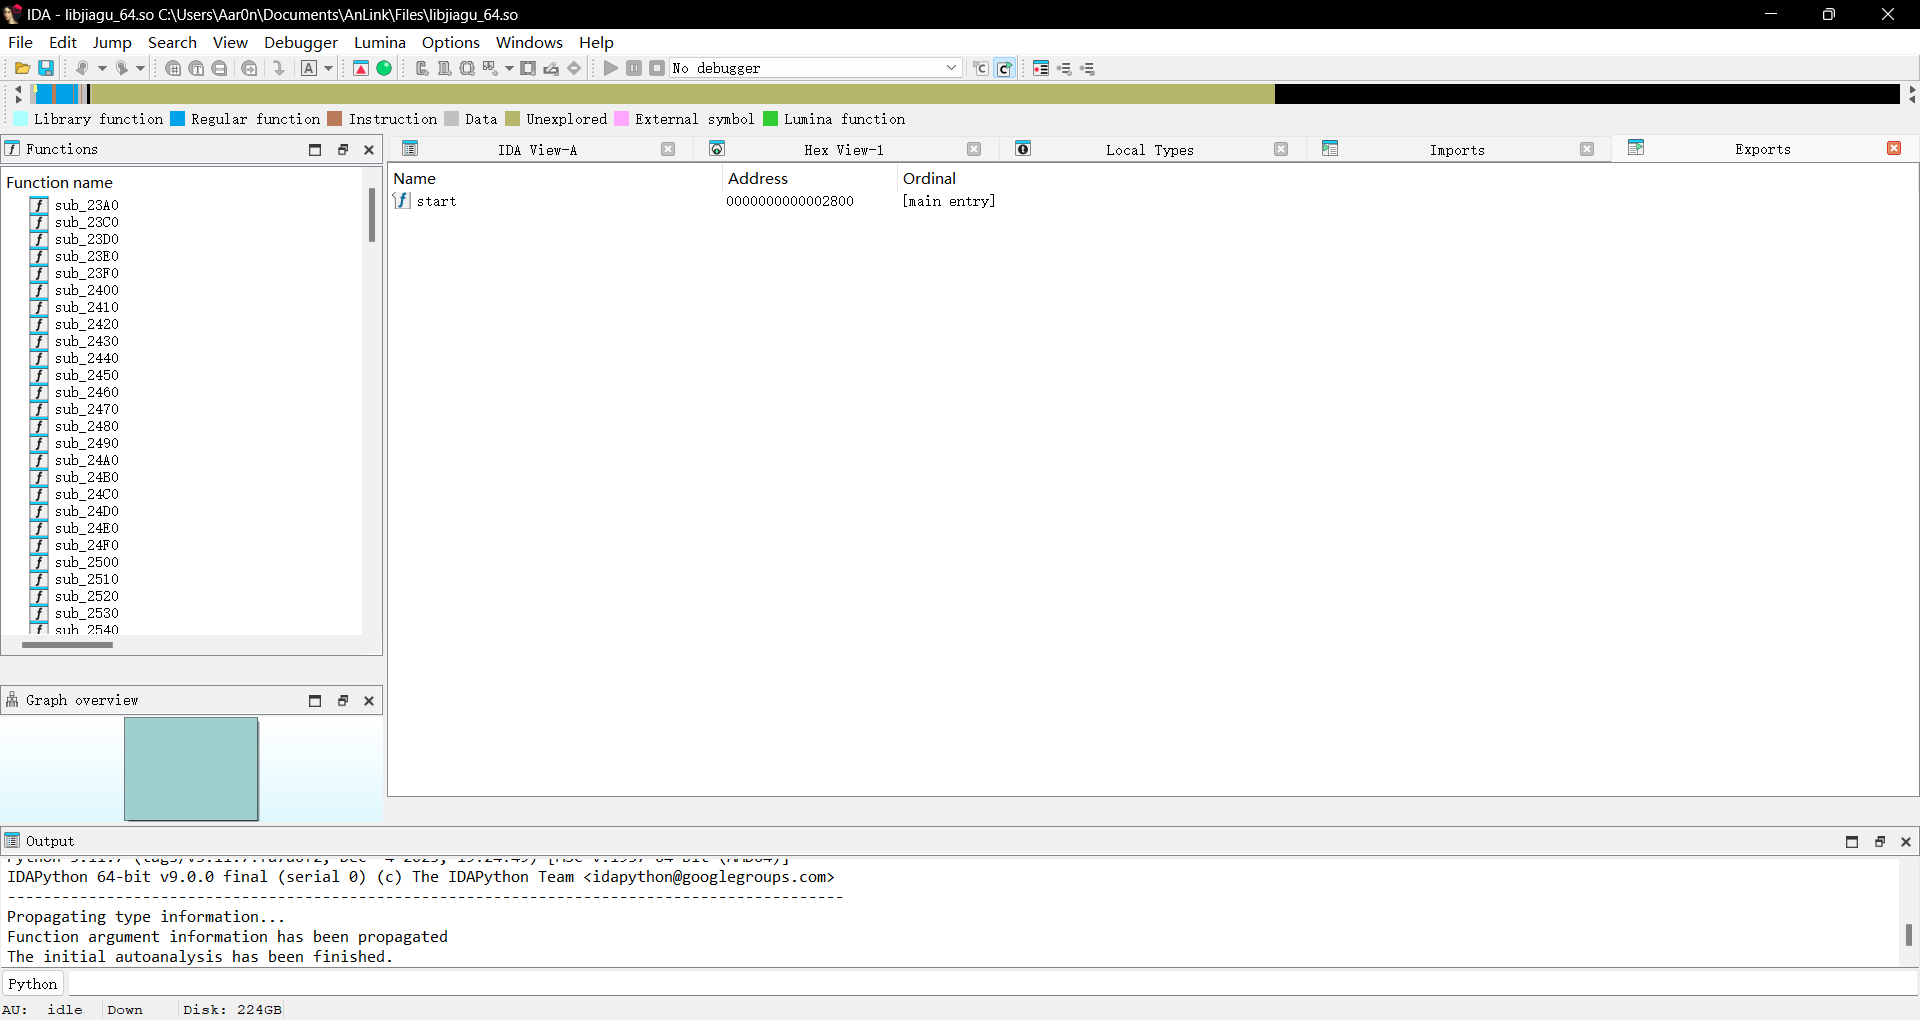 IDA - libjiagu_64.so C:\Users\Aar0n\Documents\AnLink\Files\libjiagu_64.so
File Edit Jump Search View Debugger Lumina Options Windows Help
No debugger
Library function Regular function Instruction Data Unexplored External symbol Lumina function
Functions
IDA View-A
Hex View-1
Local Types
Imports
Exports
Function name
sub_23A0
sub_23C0
sub_23D0
sub_23E0
sub_23F0
sub_2400
sub_2410
sub_2420
sub_2430
sub_2440
sub_2450
sub_2460
sub_2470
sub_2480
sub_2490
sub_24A0
sub_24B0
sub_24C0
sub_24D0
sub_24E0
sub_24F0
sub_2500
sub_2510
sub_2520
sub_2530
sub_2540
Name Address Ordinal
start 0000000000002800 [main entry]
Graph overview
Output
IDAPython 64-bit v9.0.0 final (serial 0) (c) The IDAPython Team <idapython@googlegroups.com>
Propagating type information...
Function argument information has been propagated
The initial autoanalysis has been finished.
Python
AU: idle Down Disk: 224GB